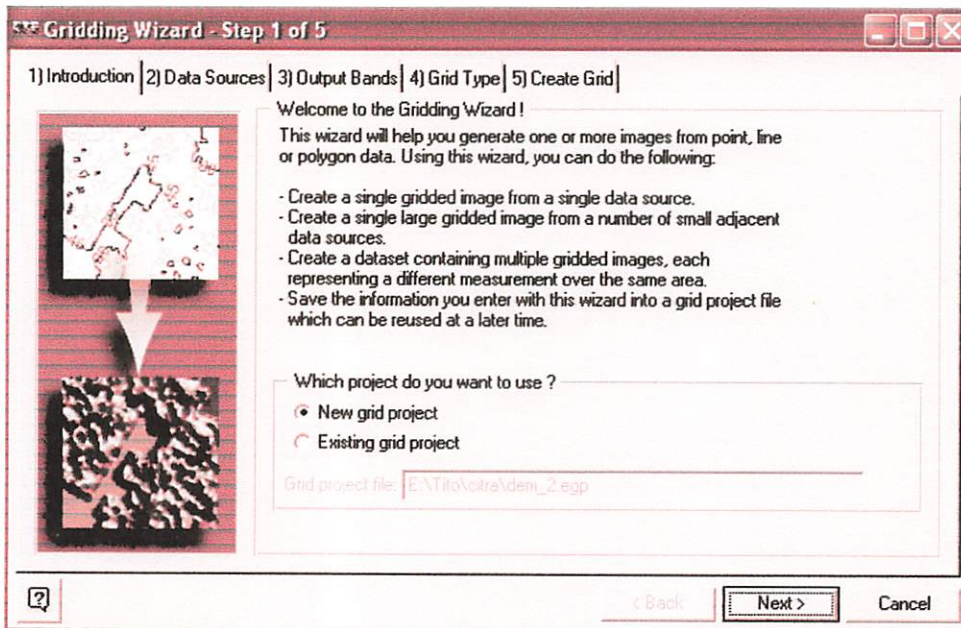 Gridding Wizard - Step 1 of 5
1) Introduction 2) Data Sources 3) Output Bands 4) Grid Type 5) Create Grid
Welcome to the Gridding Wizard !
This wizard will help you generate one or more images from point, line
or polygon data. Using this wizard, you can do the following:
- Create a single gridded image from a single data source.
- Create a single large gridded image from a number of small adjacent
data sources.
- Create a dataset containing multiple gridded images, each
representing a different measurement over the same area.
- Save the information you enter with this wizard into a grid project file
which can be reused at a later time.
Which project do you want to use ?
New grid project
Existing grid project
Grid project file: E:\Tito\citra\dem_2.egp
?
< Back Next > Cancel